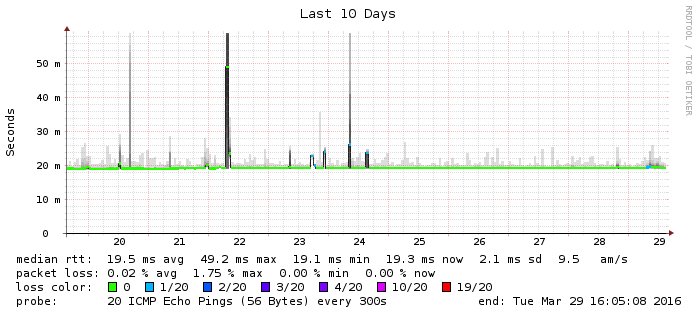 Last 10 Days
RRDTOOL / TOBI OETIKER
Seconds
50 m
40 m
30 m
20 m
10 m
0
20 21 22 23 24 25 26 27 28 29
median rtt: 19.5 ms avg 49.2 ms max 19.1 ms min 19.3 ms now 2.1 ms sd 9.5 am/s
packet loss: 0.02 % avg 1.75 % max 0.00 % min 0.00 % now
loss color: 0 1/20 2/20 3/20 4/20 10/20 19/20
probe: 20 ICMP Echo Pings (56 Bytes) every 300s end: Tue Mar 29 16:05:08 2016